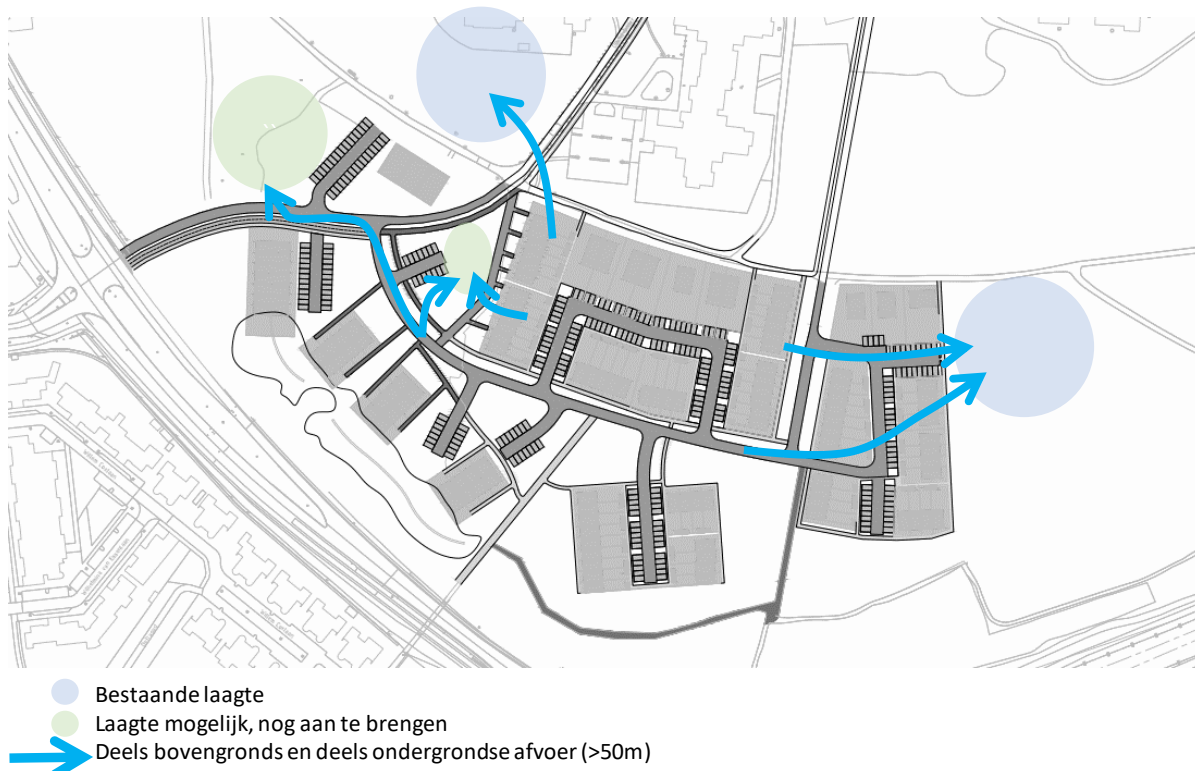 Bestaande laagte
Laagte mogelijk, nog aan te brengen
Deels bovengronds en deels ondergrondse afvoer (>50m)